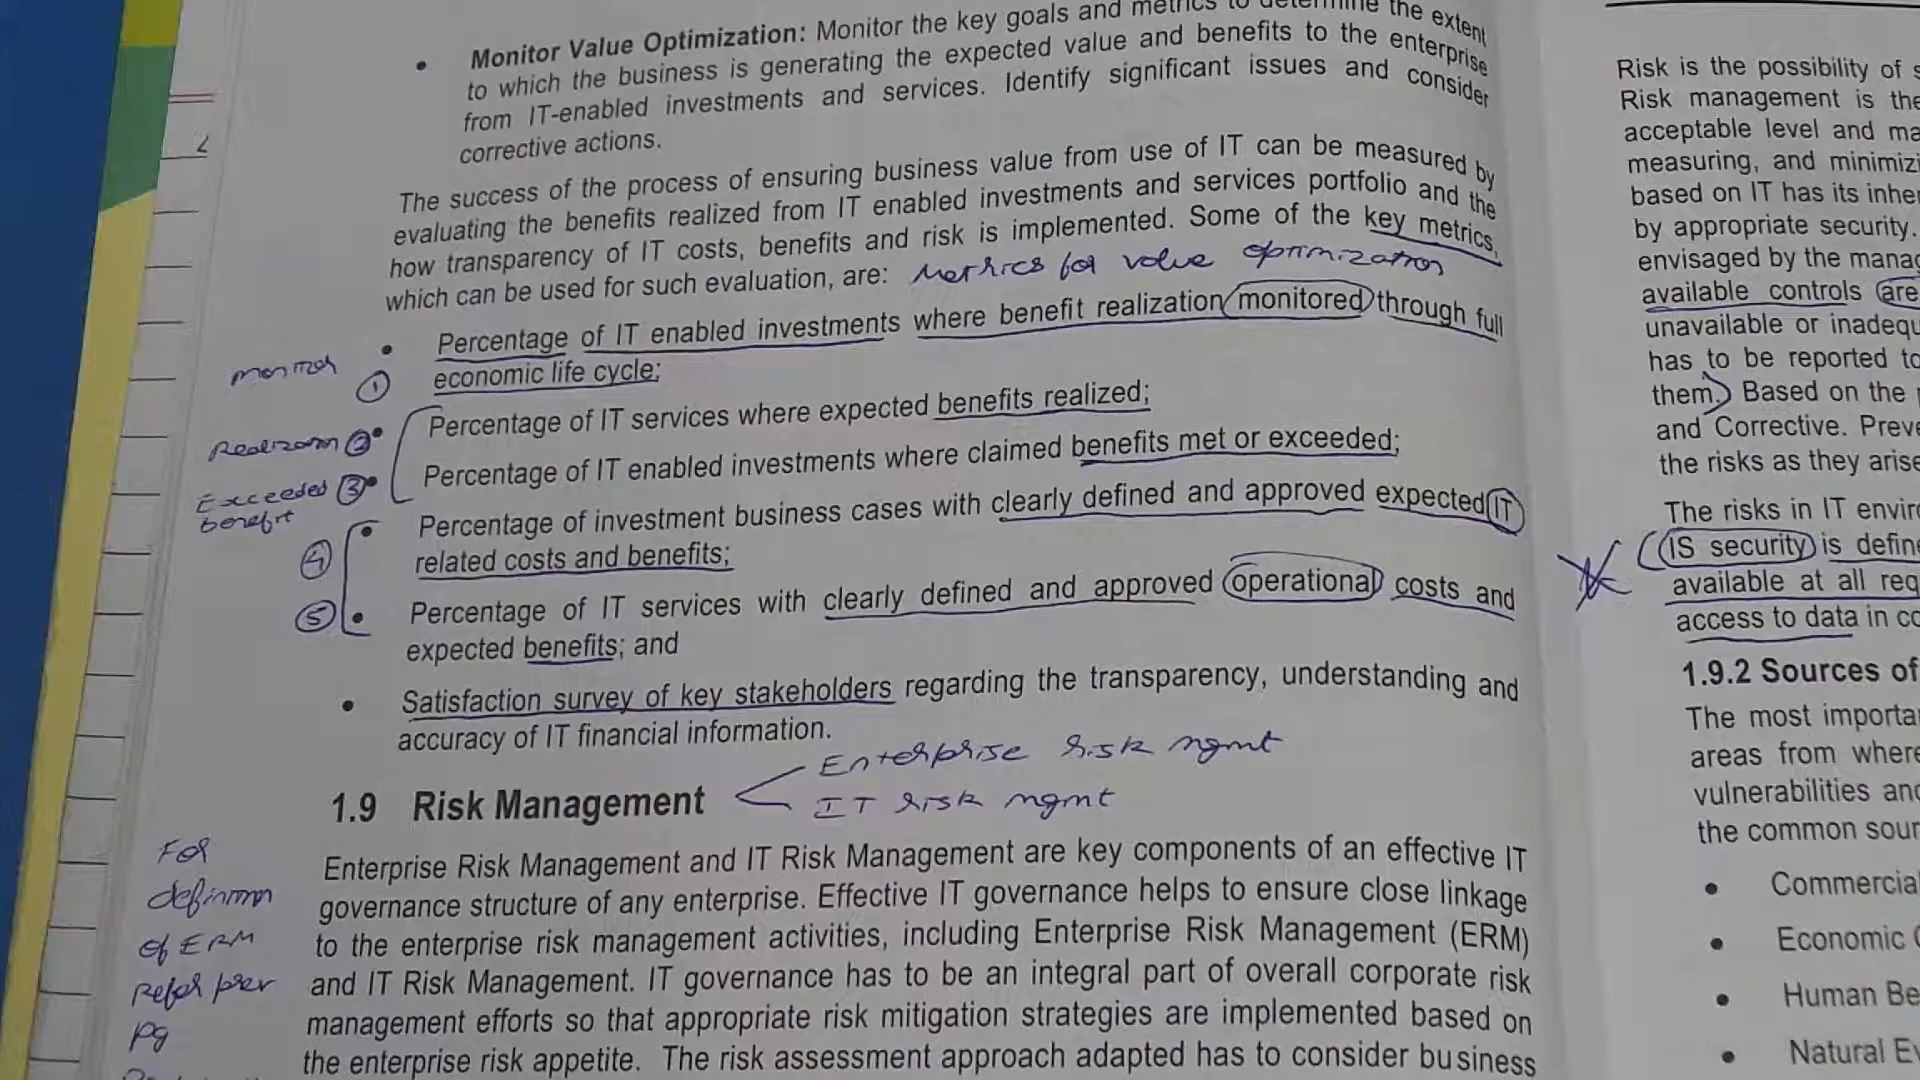 Monitor Value Optimization: Monitor the key goals and metrics to determine the extent
to which the business is generating the expected value and benefits to the enterprise
from IT-enabled investments and services. Identify significant issues and consider
corrective actions.
The success of the process of ensuring business value from use of IT can be measured by
evaluating the benefits realized from IT enabled investments and services portfolio and the
how transparency of IT costs, benefits and risk is implemented. Some of the key metrics,
which can be used for such evaluation, are: Metrics for value optimization
• Percentage of IT enabled investments where benefit realization monitored through full
economic life cycle;
monitor ①
• Percentage of IT services where expected benefits realized;
Realization ②
• Percentage of IT enabled investments where claimed benefits met or exceeded;
Exceeded ③
benefit
• Percentage of investment business cases with clearly defined and approved expected IT
related costs and benefits;
④
• Percentage of IT services with clearly defined and approved operational costs and
expected benefits; and
⑤
• Satisfaction survey of key stakeholders regarding the transparency, understanding and
accuracy of IT financial information.
Enterprise risk mgmt
1.9 Risk Management
IT risk mgmt
Enterprise Risk Management and IT Risk Management are key components of an effective IT
governance structure of any enterprise. Effective IT governance helps to ensure close linkage
to the enterprise risk management activities, including Enterprise Risk Management (ERM)
and IT Risk Management. IT governance has to be an integral part of overall corporate risk
management efforts so that appropriate risk mitigation strategies are implemented based on
the enterprise risk appetite. The risk assessment approach adapted has to consider business
For
definition
of ERM
Refer prev
pg
Risk is the possibility of
Risk management is the
acceptable level and
measuring, and
based on IT has its
by appropriate security.
envisaged by the
available controls are
unavailable or
has to be reported to
them.) Based on the
and Corrective.
the risks as they
The risks in IT
(IS security is
available at all
access to data in
1.9.2 Sources of
The most
areas from where
vulnerabilities
the common
• Commercial
• Economic
• Human
• Natural